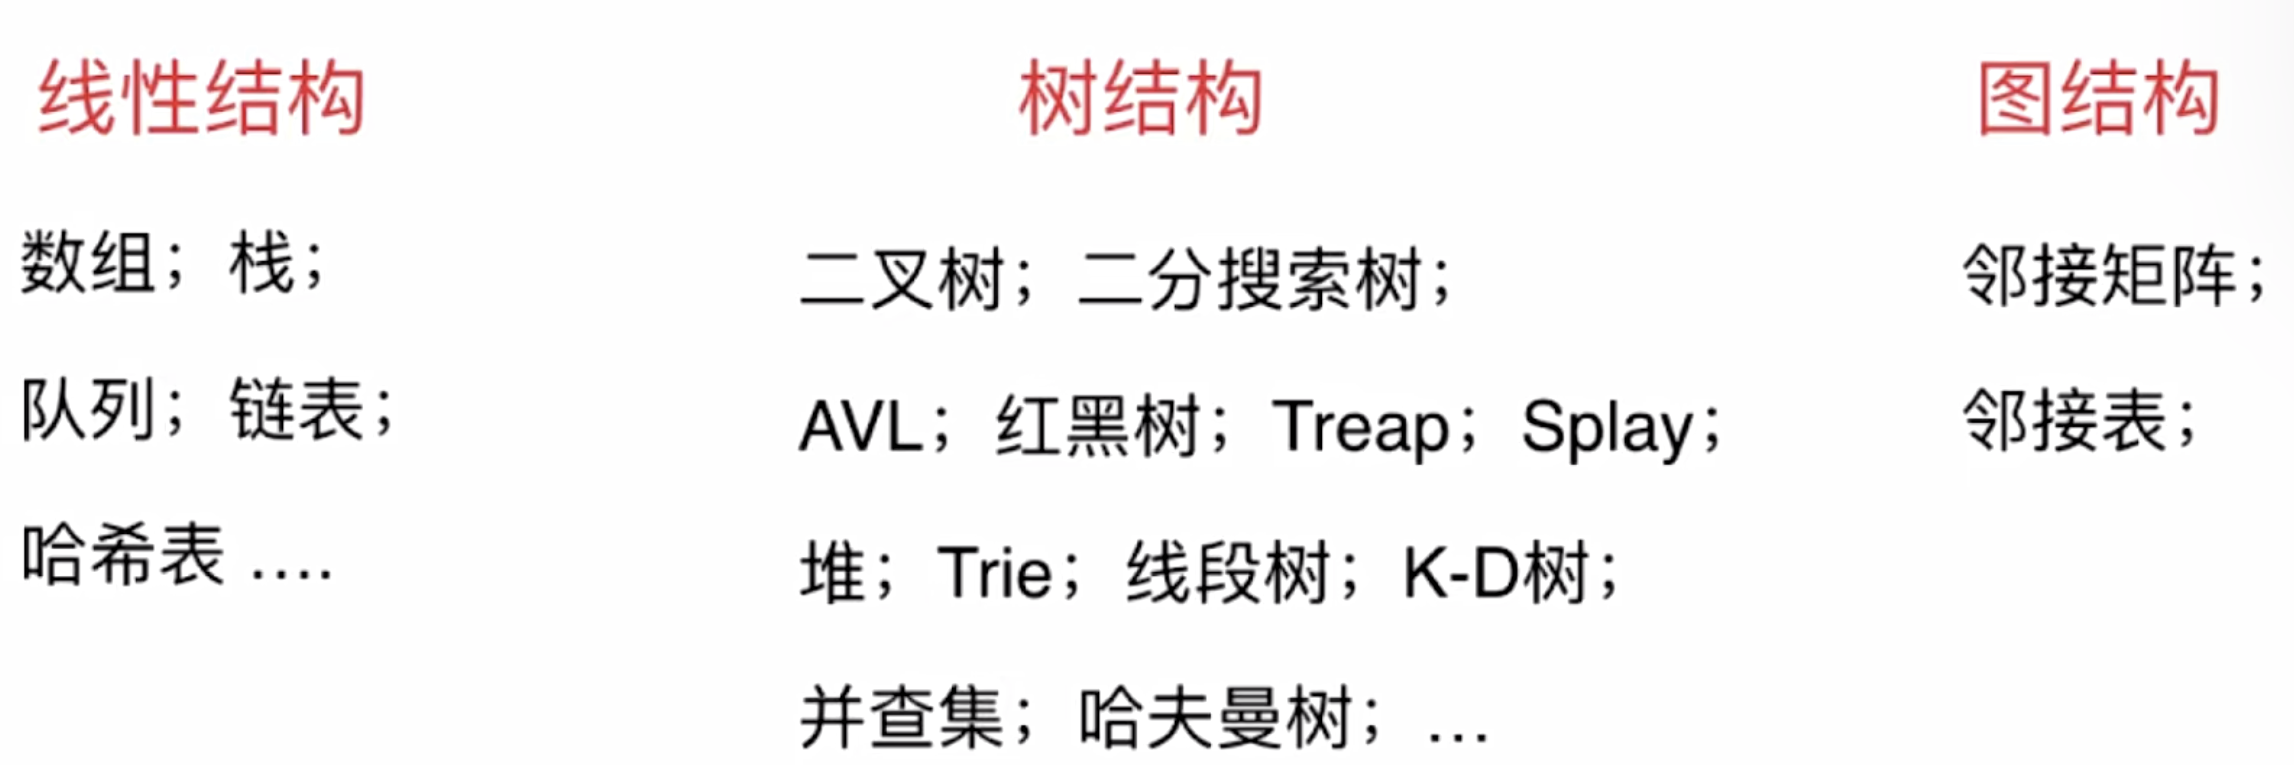 线性结构
数组；栈；
队列；链表；
哈希表 ....
树结构
二叉树；二分搜索树；
AVL；红黑树；Treap；Splay；
堆；Trie；线段树；K-D树；
并查集；哈夫曼树；...
图结构
邻接矩阵；
邻接表；